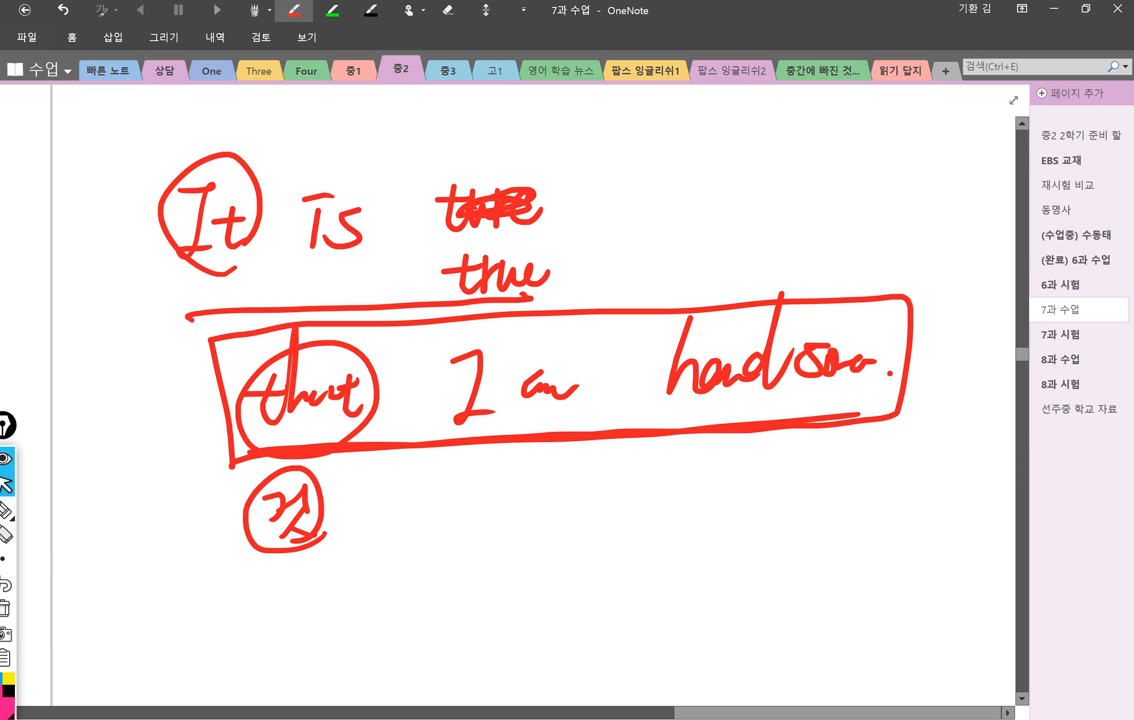 7과 수업 - OneNote
기환 김
파일 홈 삽입 그리기 내역 검토 보기
수업 빠른 노트 상담 One Three Four 중1 중2 중3 고1 영어 학습 뉴스 팝스 잉글리쉬1 팝스 잉글리쉬2 중간에 빠진 것... 읽기 답지 + 검색(Ctrl+E)
페이지 추가
중2 2학기 준비 할
EBS 교재
재시험 비교
동명사
(수업중) 수동태
(완료) 6과 수업
6과 시험
7과 수업
7과 시험
8과 수업
8과 시험
선주중 학교 자료
It is
true
that I am handsome.
것